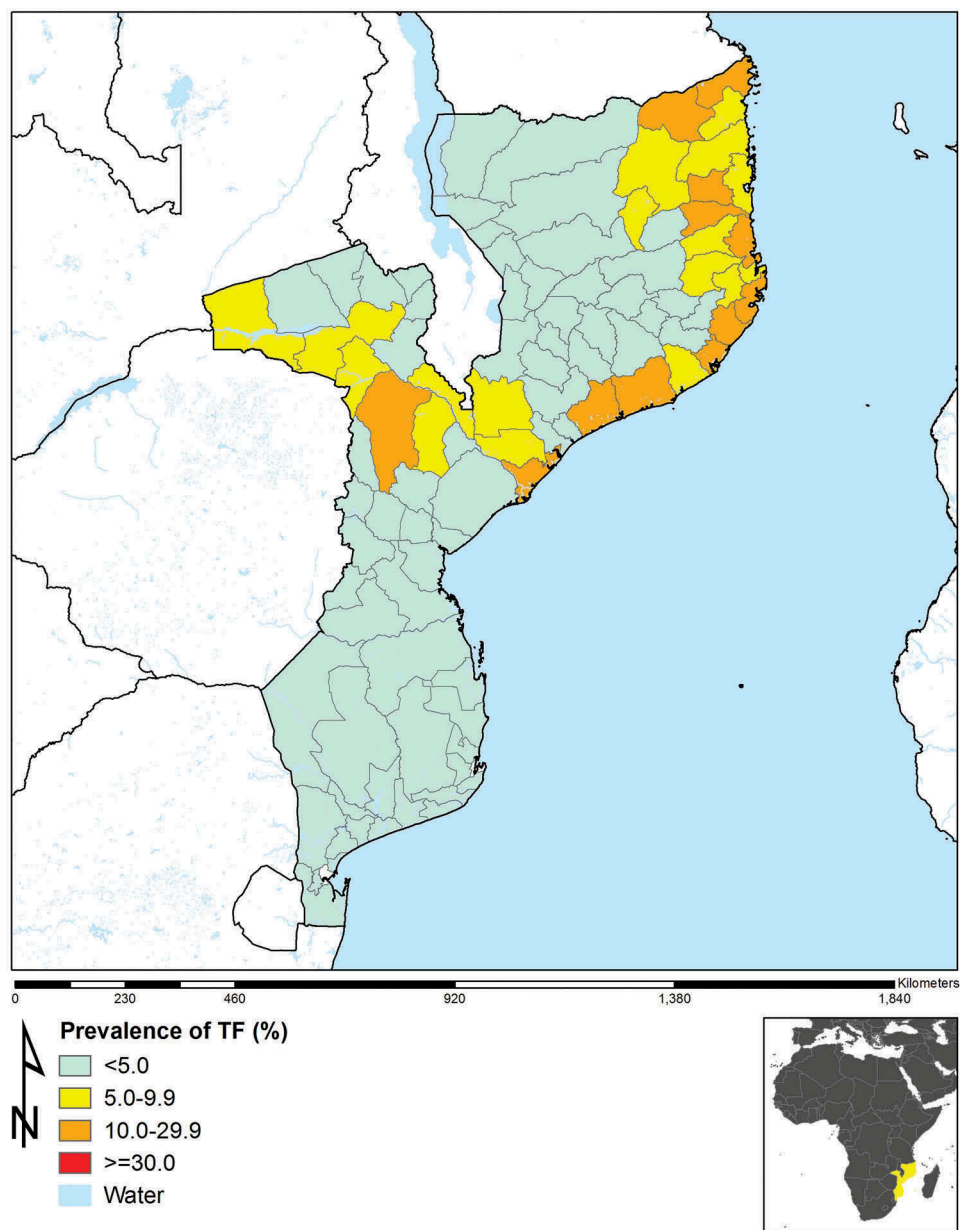 Kilometers
0 230 460 920 1,380 1,840
Prevalence of TF (%)
<5.0
5.0-9.9
10.0-29.9
>=30.0
Water
N